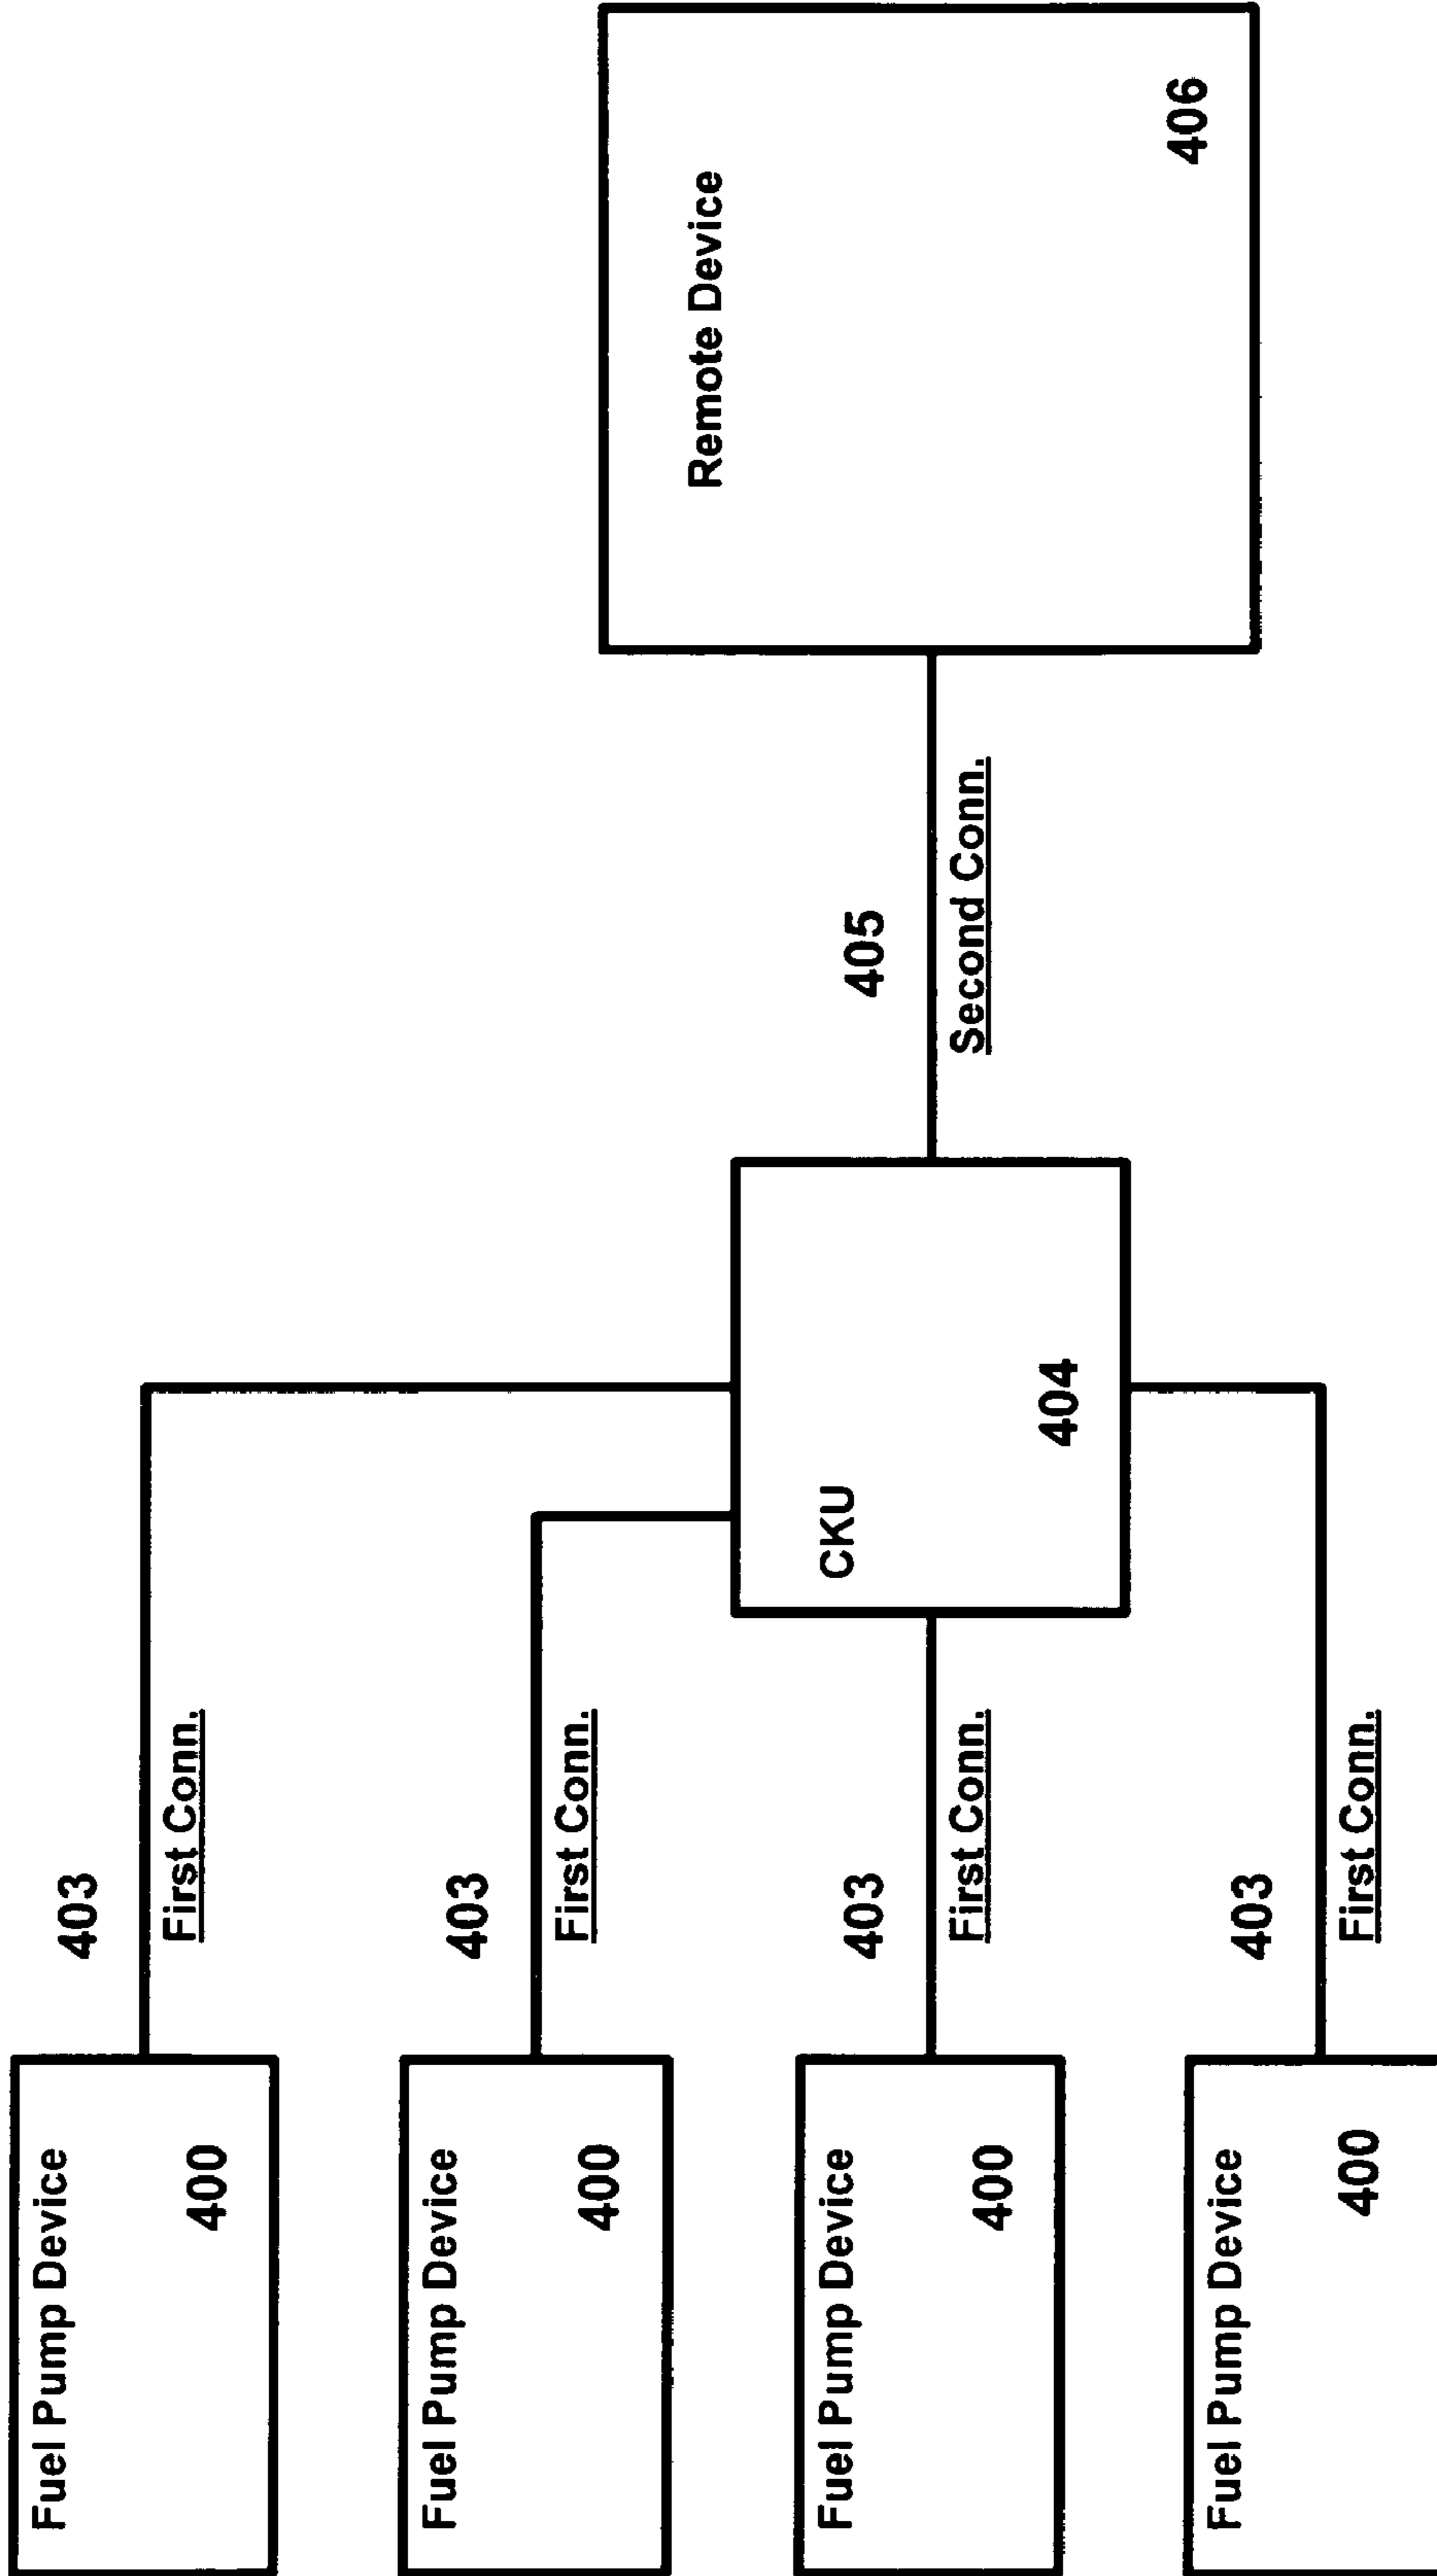 Fuel Pump Device
400
403
First Conn.
Fuel Pump Device
400
403
First Conn.
Fuel Pump Device
400
403
First Conn.
Fuel Pump Device
400
403
First Conn.
CKU
404
405
Second Conn.
Remote Device
406